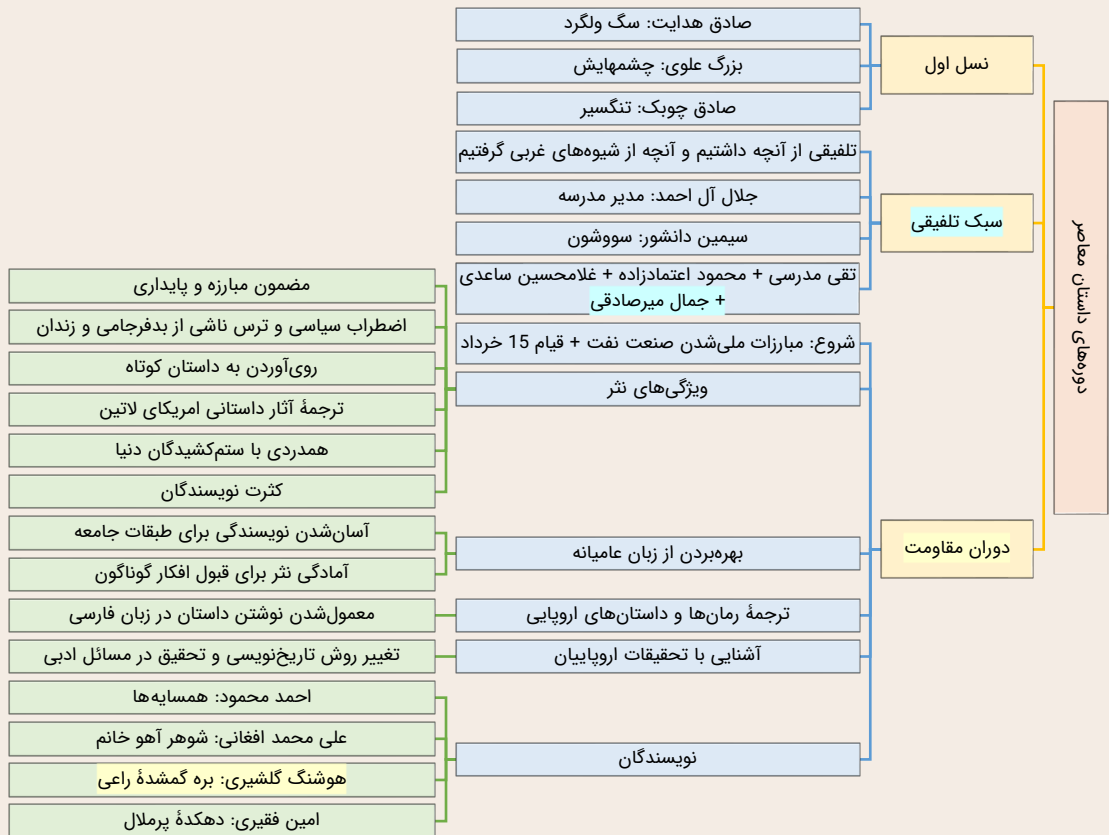 دوره‌های داستان معاصر
نسل اول
صادق هدایت: سگ ولگرد
بزرگ علوی: چشمهایش
صادق چوبک: تنگسیر
سبک تلفیقی
تلفیقی از آنچه داشتیم و آنچه از شیوه‌های غربی گرفتیم
جلال آل احمد: مدیر مدرسه
سیمین دانشور: سووشون
تقی مدرسی + محمود اعتمادزاده + غلامحسین ساعدی
+ جمال میرصادقی
دوران مقاومت
شروع: مبارزات ملی‌شدن صنعت نفت + قیام 15 خرداد
ویژگی‌های نثر
مضمون مبارزه و پایداری
اضطراب سیاسی و ترس ناشی از بدفرجامی و زندان
روی‌آوردن به داستان کوتاه
ترجمهٔ آثار داستانی امریکای لاتین
همدردی با ستم‌کشیدگان دنیا
کثرت نویسندگان
بهره‌بردن از زبان عامیانه
آسان‌شدن نویسندگی برای طبقات جامعه
آمادگی نثر برای قبول افکار گوناگون
ترجمهٔ رمان‌ها و داستان‌های اروپایی
معمول‌شدن نوشتن داستان در زبان فارسی
آشنایی با تحقیقات اروپاییان
تغییر روش تاریخ‌نویسی و تحقیق در مسائل ادبی
نویسندگان
احمد محمود: همسایه‌ها
علی محمد افغانی: شوهر آهو خانم
هوشنگ گلشیری: بره گمشدهٔ راعی
امین فقیری: دهکدهٔ پرملال